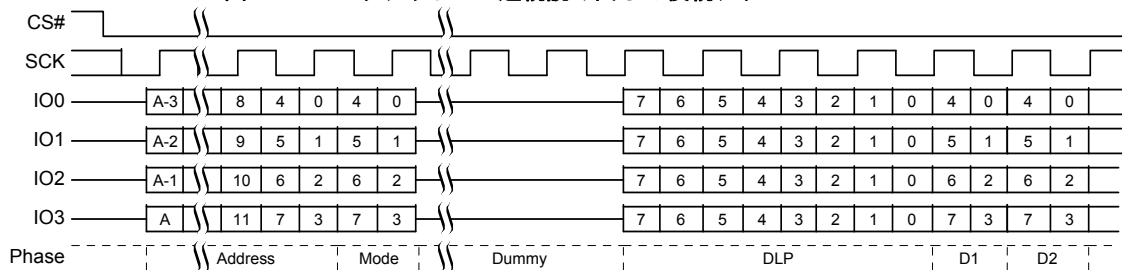 CS#
SCK
IO0 A-3 8 4 0 4 0 7 6 5 4 3 2 1 0 4 0 4 0
IO1 A-2 9 5 1 5 1 7 6 5 4 3 2 1 0 5 1 5 1
IO2 A-1 10 6 2 6 2 7 6 5 4 3 2 1 0 6 2 6 2
IO3 A 11 7 3 7 3 7 6 5 4 3 2 1 0 7 3 7 3
Phase Address Mode Dummy DLP D1 D2